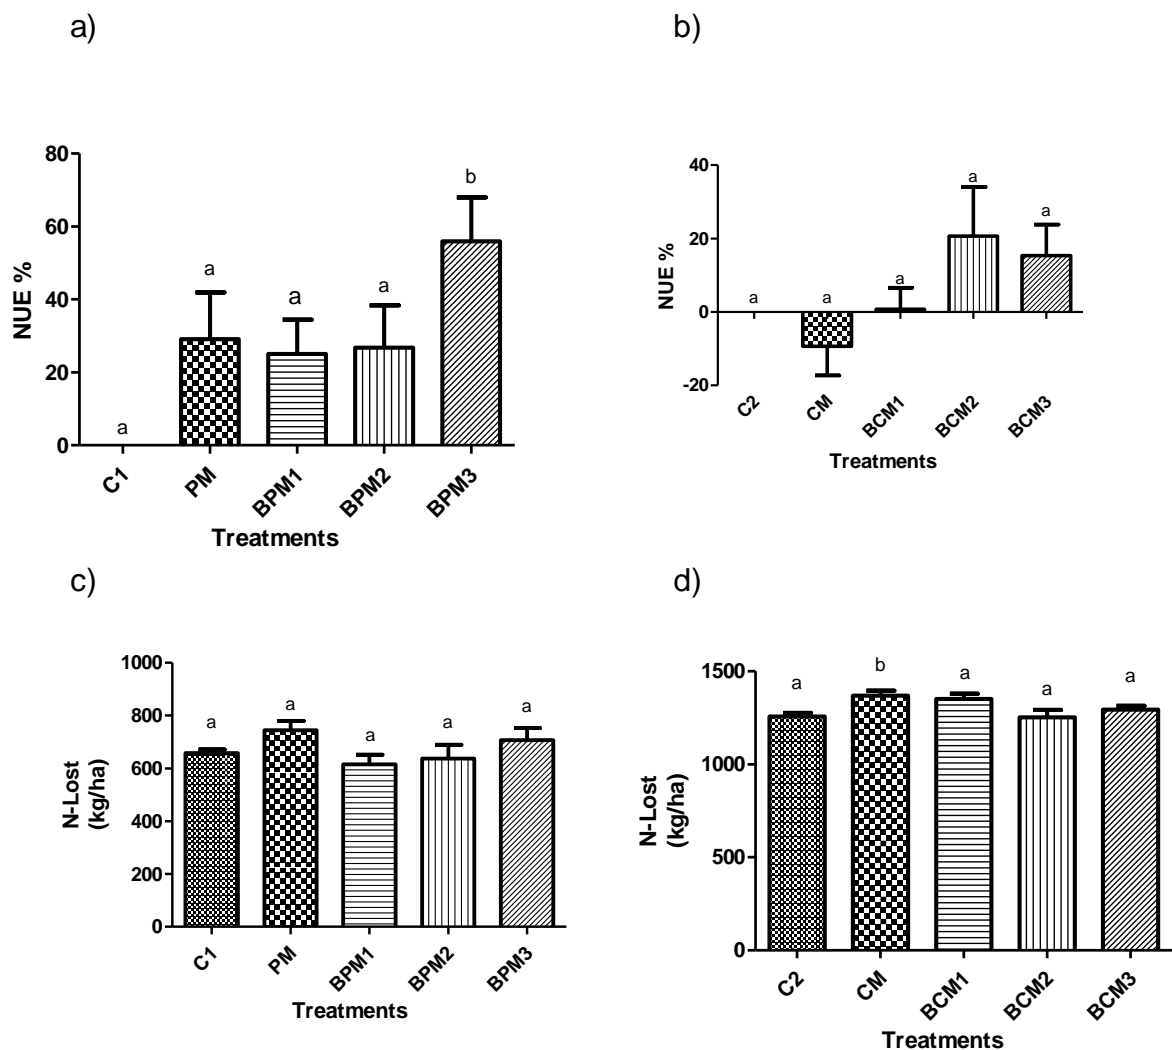 a)
NUE %
80
60
40
20
0
a
a
a
a
b
C1
PM
BPM1
BPM2
BPM3
Treatments
b)
NUE %
40
20
0
-20
a
a
a
a
a
C2
CM
BCM1
BCM2
BCM3
Treatments
c)
N-Lost
(kg/ha)
1000
800
600
400
200
0
a
a
a
a
a
C1
PM
BPM1
BPM2
BPM3
Treatments
d)
N-Lost
(kg/ha)
1500
1000
500
0
a
b
a
a
a
C2
CM
BCM1
BCM2
BCM3
Treatments